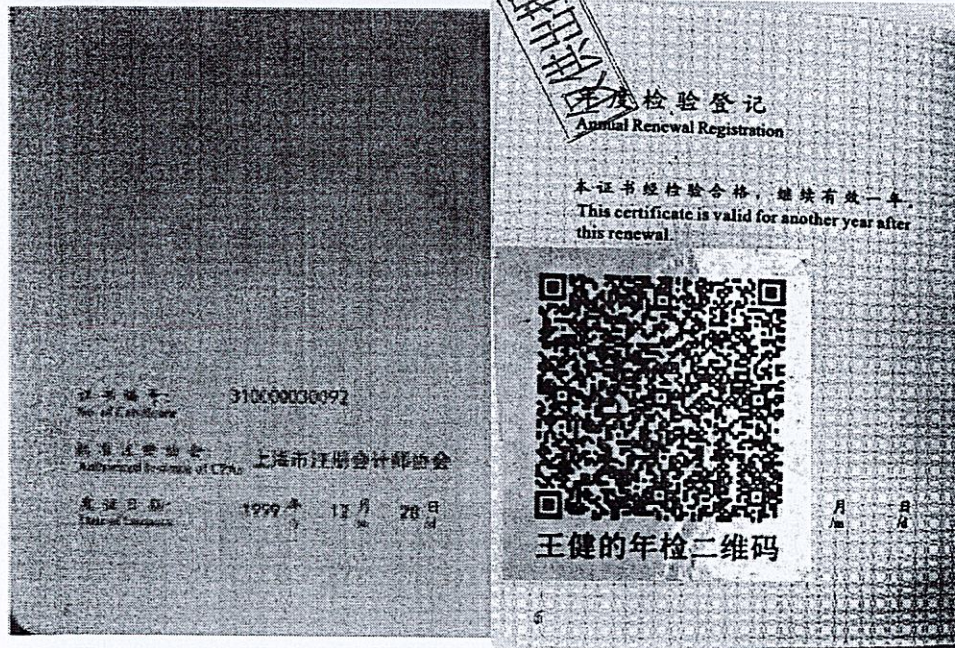 证书编号:
No. of Certificate
310000030092
批准注册协会:
Authorized Institute of CPAs
上海市注册会计师协会
发证日期:
Date of Issuance
1999 年 12 月 28 日
/y /m /d
年度检验登记
Annual Renewal Registration
本证书经检验合格,继续有效一年。
This certificate is valid for another year after
this renewal.
月 日
/m /d
王健的年检二维码
6